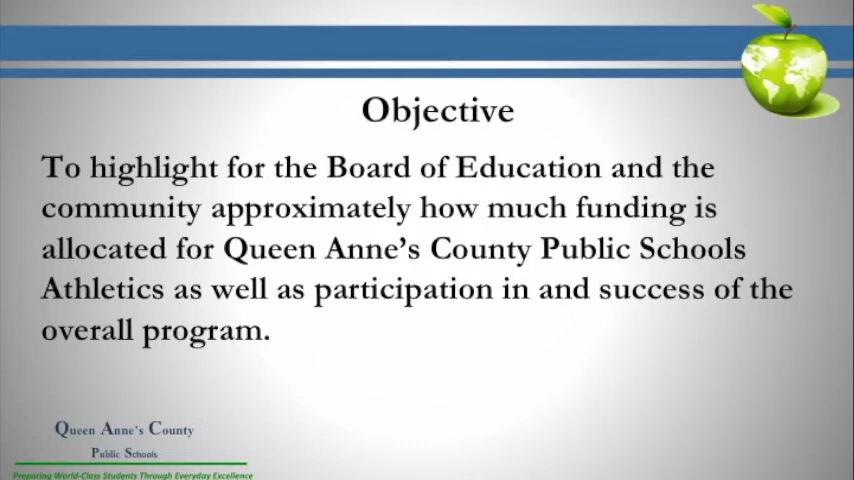 Objective
To highlight for the Board of Education and the
community approximately how much funding is
allocated for Queen Anne's County Public Schools
Athletics as well as participation in and success of the
overall program.
Queen Anne's County
Public Schools
Preparing World-Class Students Through Everyday Excellence